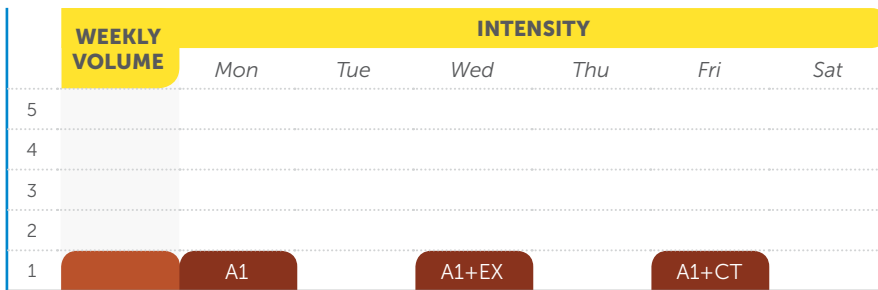 WEEKLY VOLUME
INTENSITY
Mon Tue Wed Thu Fri Sat
5
4
3
2
1 A1 A1+EX A1+CT